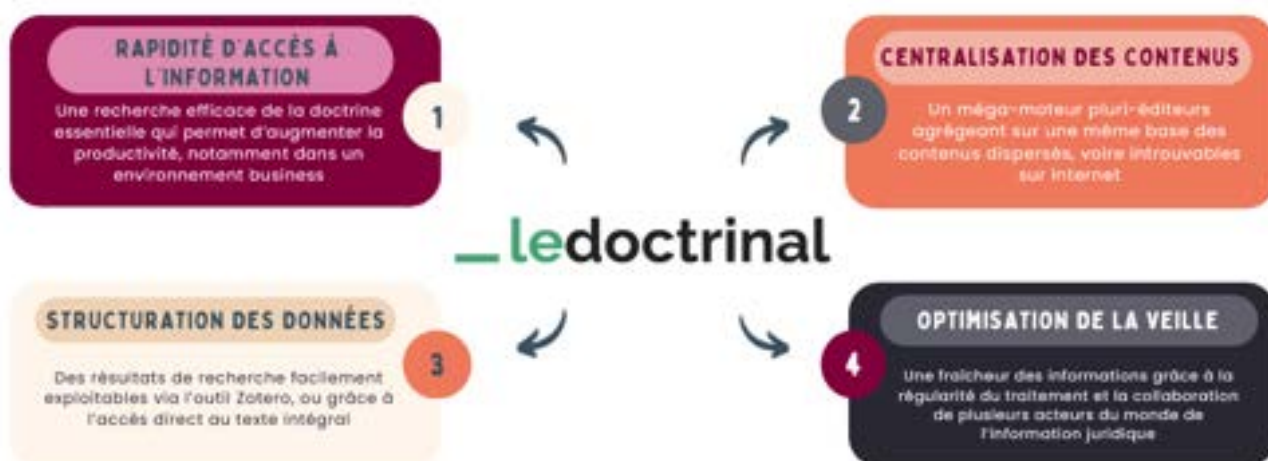 RAPIDITÉ D'ACCÈS À
L'INFORMATION
Une recherche efficace de la doctrine
essentielle qui permet d'augmenter la
productivité, notamment dans un
environnement business
1
CENTRALISATION DES CONTENUS
2
Un méga-moteur pluri-éditeurs
agrégeant sur une même base des
contenus dispersés, voire introuvables
sur internet
_ledoctrinal
STRUCTURATION DES DONNÉES
3
Des résultats de recherche facilement
exploitables via l'outil Zotero, ou grâce à
l'accès direct au texte intégral
OPTIMISATION DE LA VEILLE
4
Une fraîcheur des informations grâce à la
régularité du traitement et la collaboration
de plusieurs acteurs du monde de
l'information juridique